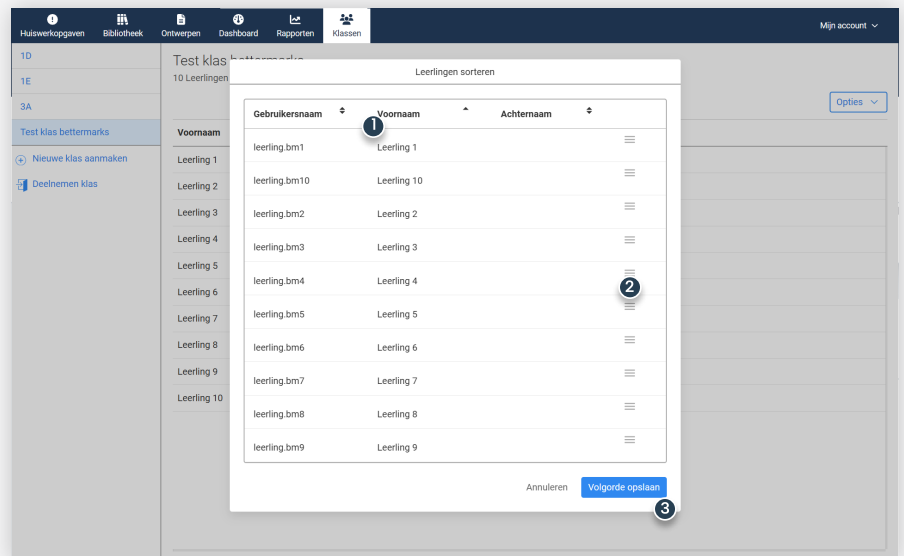 Huiswerkopgaven Bibliotheek Ontwerpen Dashboard Rapporten Klassen Mijn account
1D
1E
3A
Test klas bettermarks
Nieuwe klas aanmaken
Deelnemen klas
Test klas bettermarks
10 Leerlingen
Opties
Voornaam
Leerling 1
Leerling 2
Leerling 3
Leerling 4
Leerling 5
Leerling 6
Leerling 7
Leerling 8
Leerling 9
Leerling 10
Leerlingen sorteren
Gebruikersnaam Voornaam Achternaam
1
leerling.bm1 Leerling 1
leerling.bm10 Leerling 10
leerling.bm2 Leerling 2
leerling.bm3 Leerling 3
leerling.bm4 Leerling 4
2
leerling.bm5 Leerling 5
leerling.bm6 Leerling 6
leerling.bm7 Leerling 7
leerling.bm8 Leerling 8
leerling.bm9 Leerling 9
Annuleren Volgorde opslaan
3